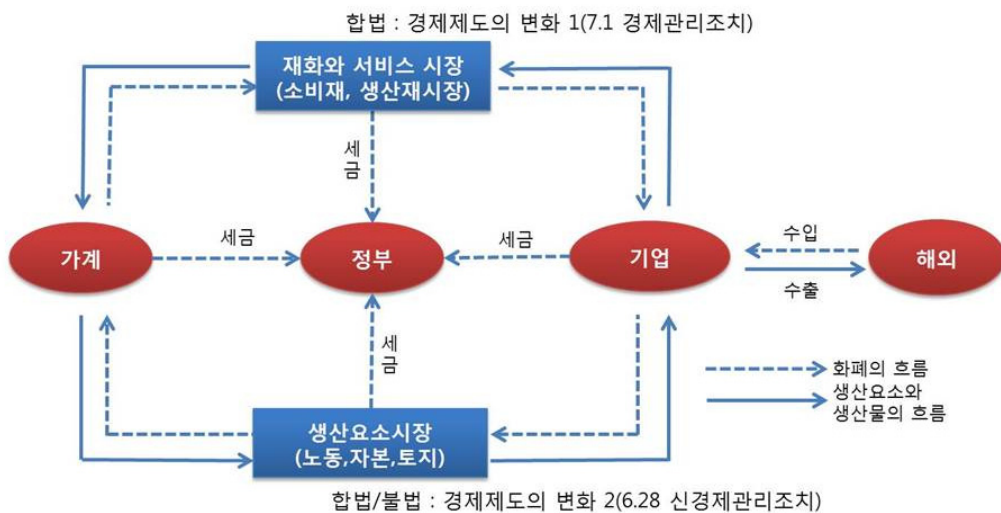 합법 : 경제제도의 변화 1(7.1 경제관리조치)
재화와 서비스 시장
(소비재, 생산재시장)
세
금
가계
세금
정부
세금
기업
수입
수출
해외
세
금
화폐의 흐름
생산요소와
생산물의 흐름
생산요소시장
(노동,자본,토지)
합법/불법 : 경제제도의 변화 2(6.28 신경제관리조치)